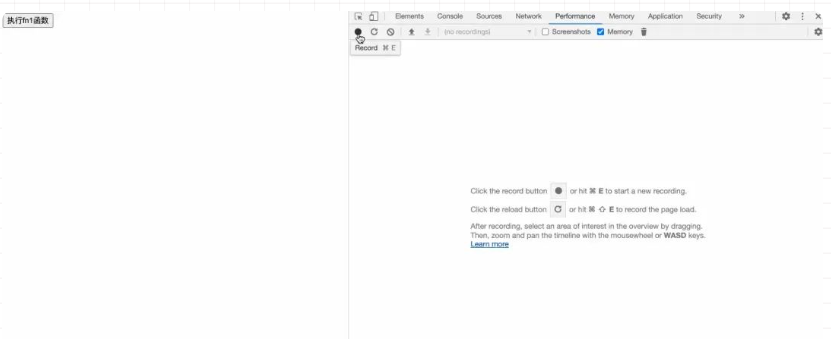 执行fn1函数
Elements Console Sources Network Performance Memory Application Security »
(no recordings) Screenshots Memory
Record ⌘ E
Click the record button or hit ⌘ E to start a new recording.
Click the reload button or hit ⌘ ⇧ E to record the page load.
After recording, select an area of interest in the overview by dragging.
Then, zoom and pan the timeline with the mousewheel or WASD keys.
Learn more